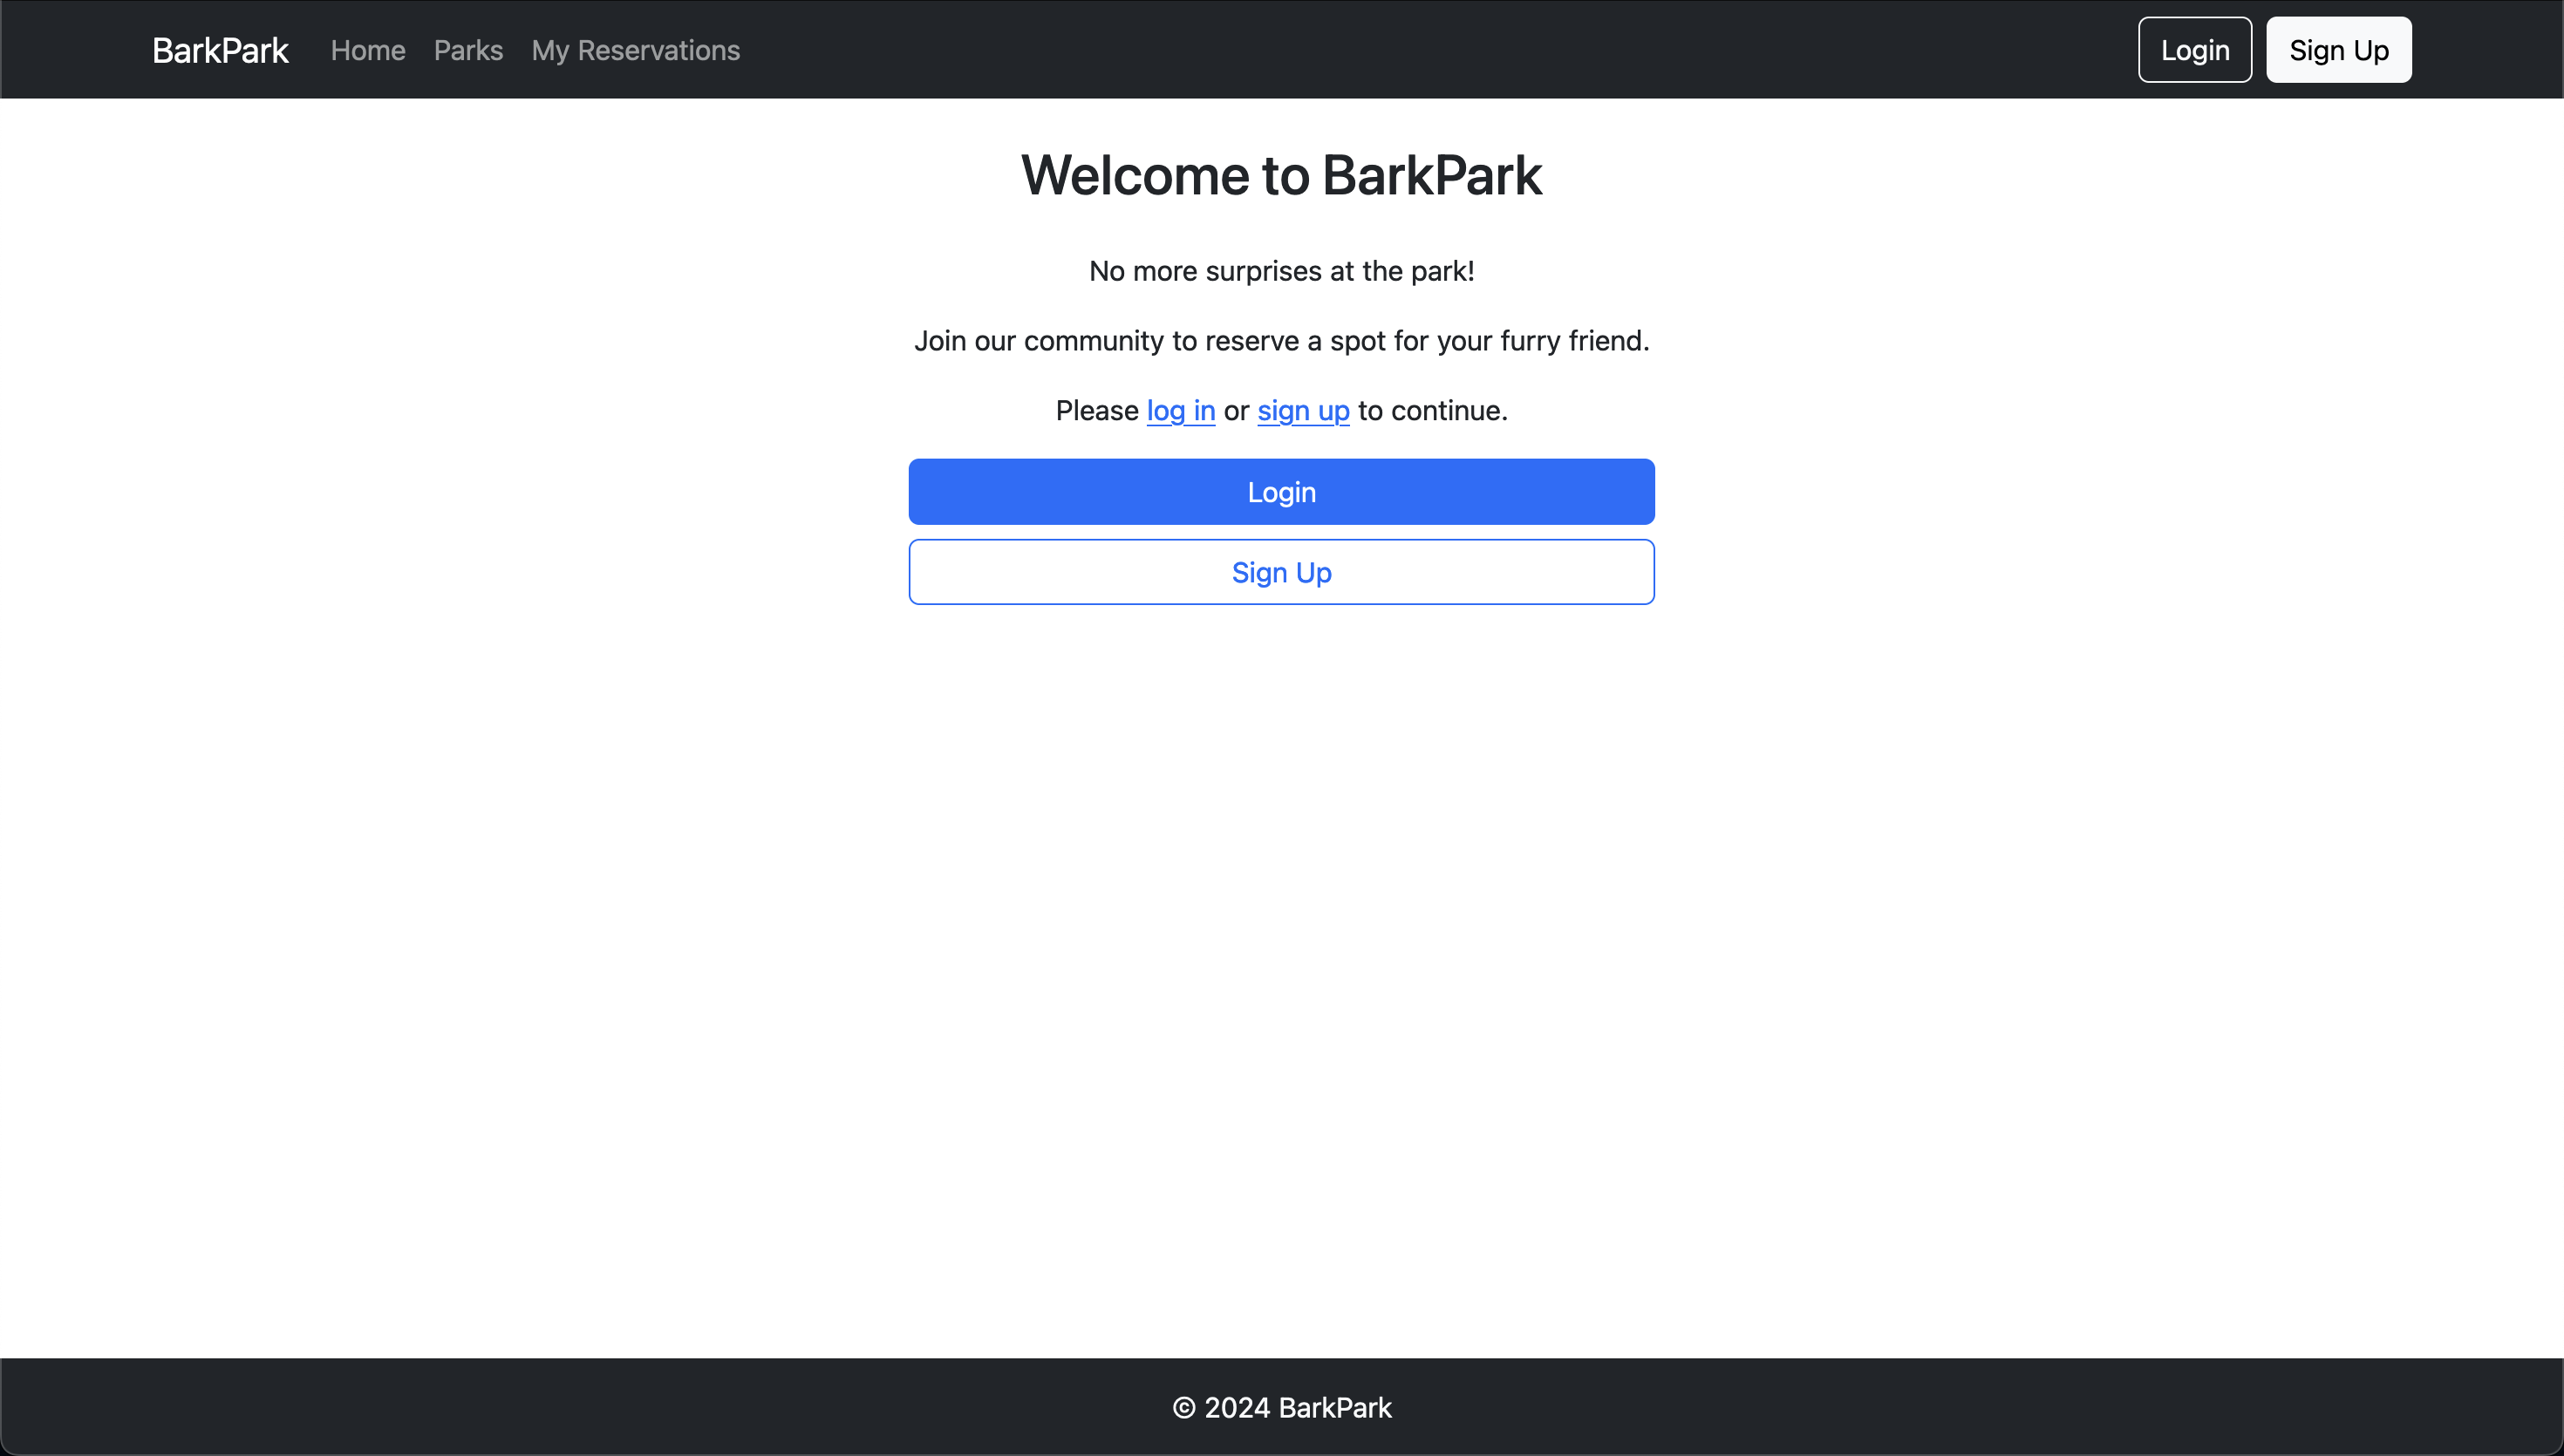 BarkPark Home Parks My Reservations Login Sign Up
Welcome to BarkPark
No more surprises at the park!
Join our community to reserve a spot for your furry friend.
Please log in or sign up to continue.
Login
Sign Up
© 2024 BarkPark